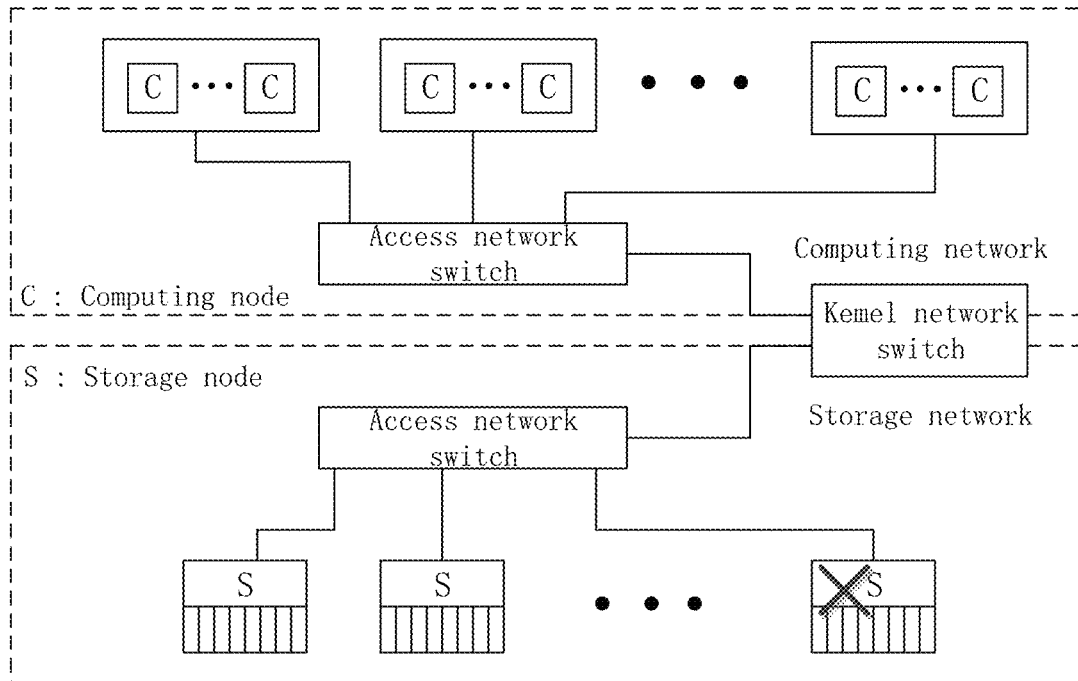 C ••• C
C ••• C
• • •
C ••• C
Access network
switch
Computing network
C : Computing node
Kemel network
switch
S : Storage node
Storage network
Access network
switch
S
S
• • •
S